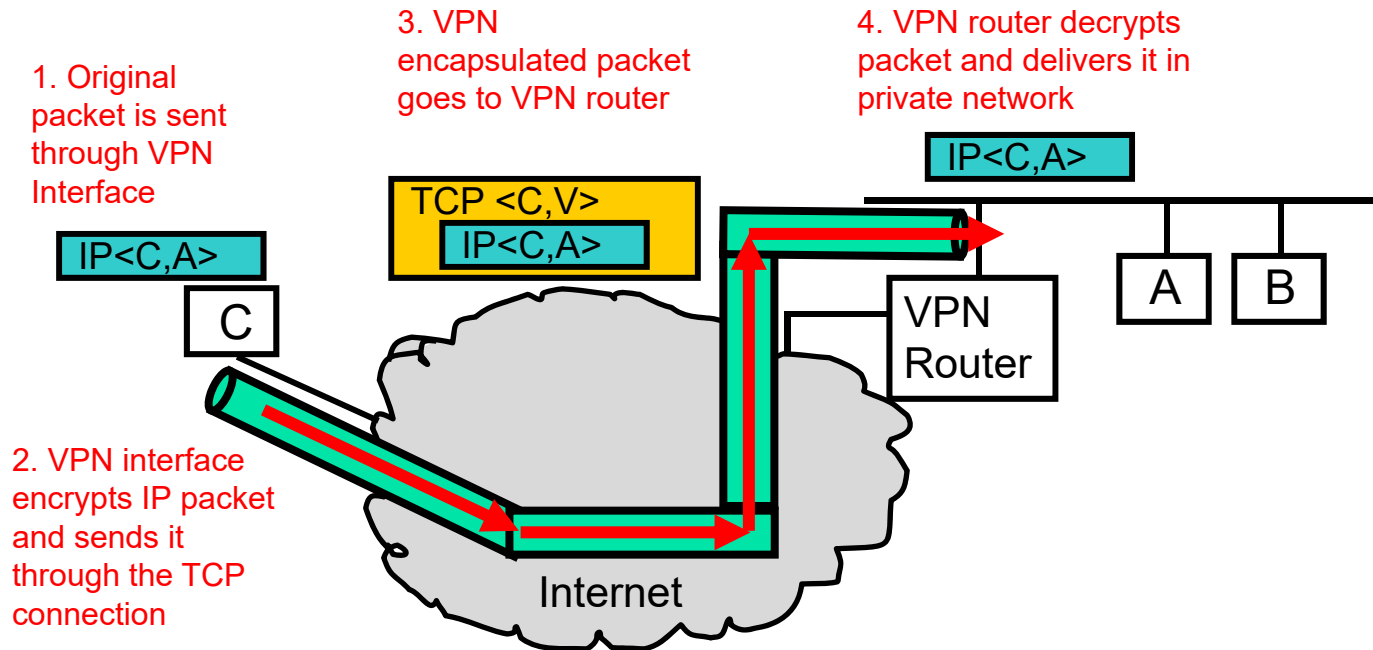 1. Original
packet is sent
through VPN
Interface
3. VPN
encapsulated packet
goes to VPN router
4. VPN router decrypts
packet and delivers it in
private network
IP<C,A>
C
TCP <C,V>
IP<C,A>
IP<C,A>
VPN
Router
A
B
2. VPN interface
encrypts IP packet
and sends it
through the TCP
connection
Internet